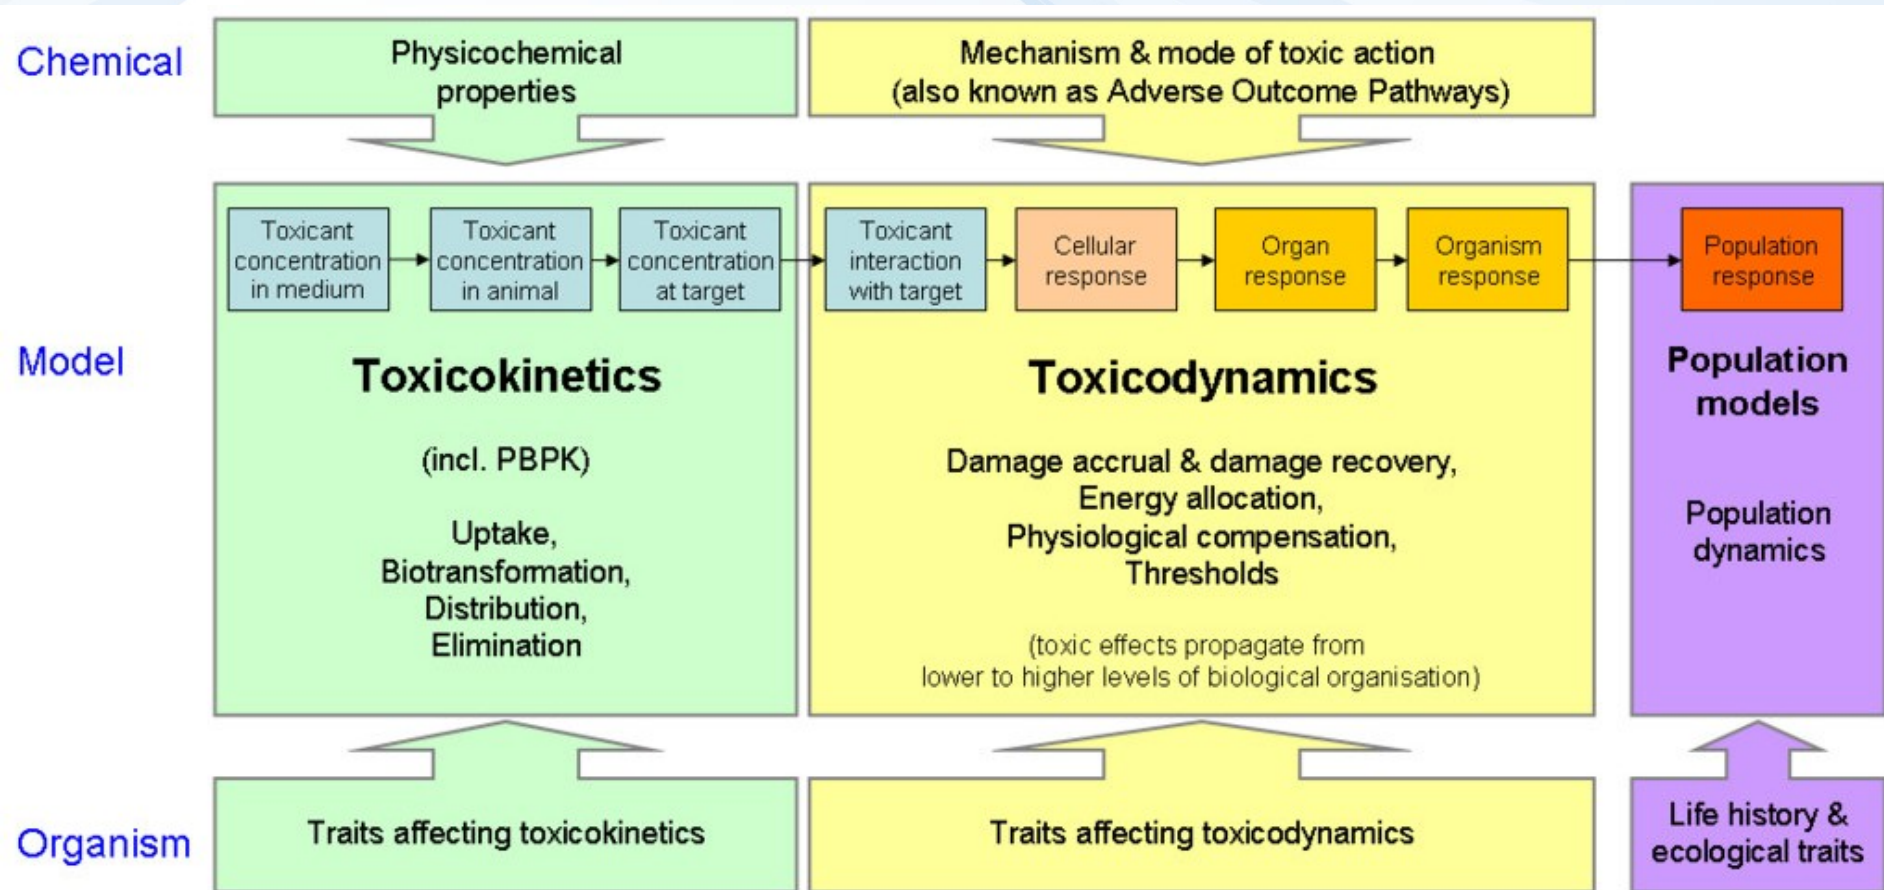 Chemical
Physicochemical
properties
Mechanism & mode of toxic action
(also known as Adverse Outcome Pathways)
Model
Toxicant
concentration
in medium
Toxicant
concentration
in animal
Toxicant
concentration
at target
Toxicant
interaction
with target
Cellular
response
Organ
response
Organism
response
Population
response
Toxicokinetics
(incl. PBPK)
Uptake,
Biotransformation,
Distribution,
Elimination
Toxicodynamics
Damage accrual & damage recovery,
Energy allocation,
Physiological compensation,
Thresholds
(toxic effects propagate from
lower to higher levels of biological organisation)
Population
models
Population
dynamics
Organism
Traits affecting toxicokinetics
Traits affecting toxicodynamics
Life history &
ecological traits